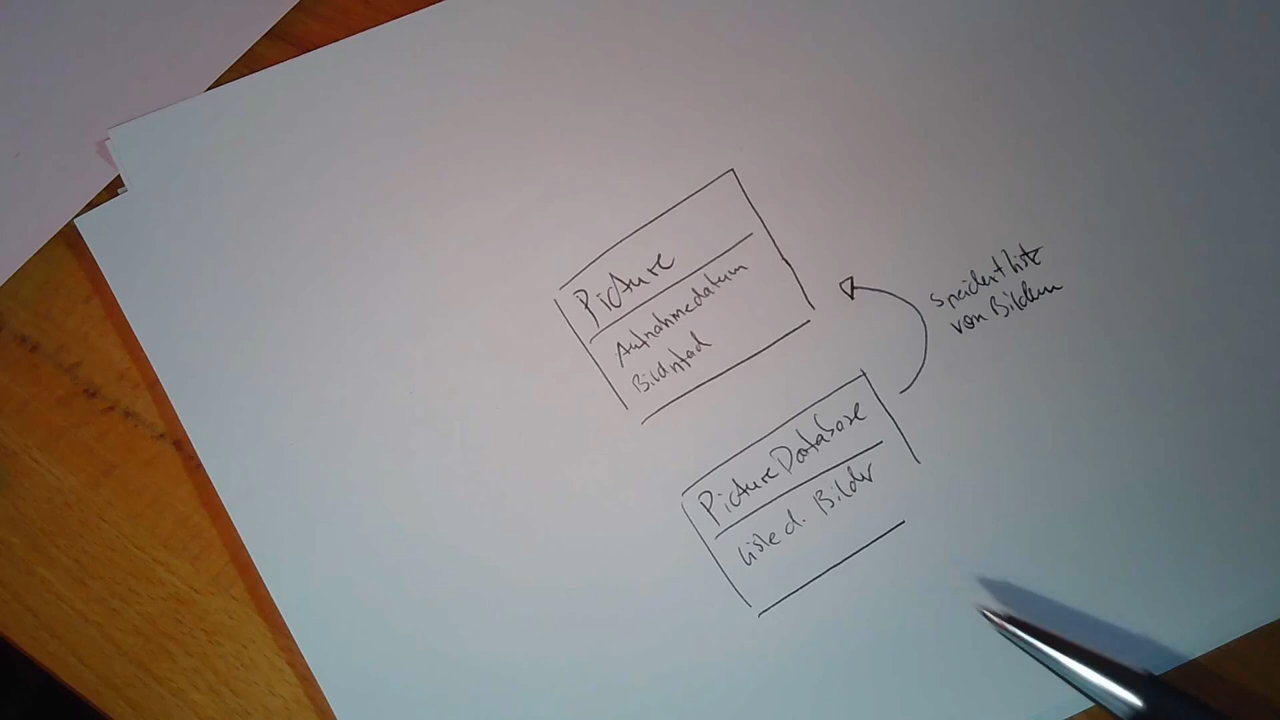 Picture
Aufnahmedatum
Bildpfad
speichert Liste
von Bildern
PictureDatabase
Liste d. Bilder